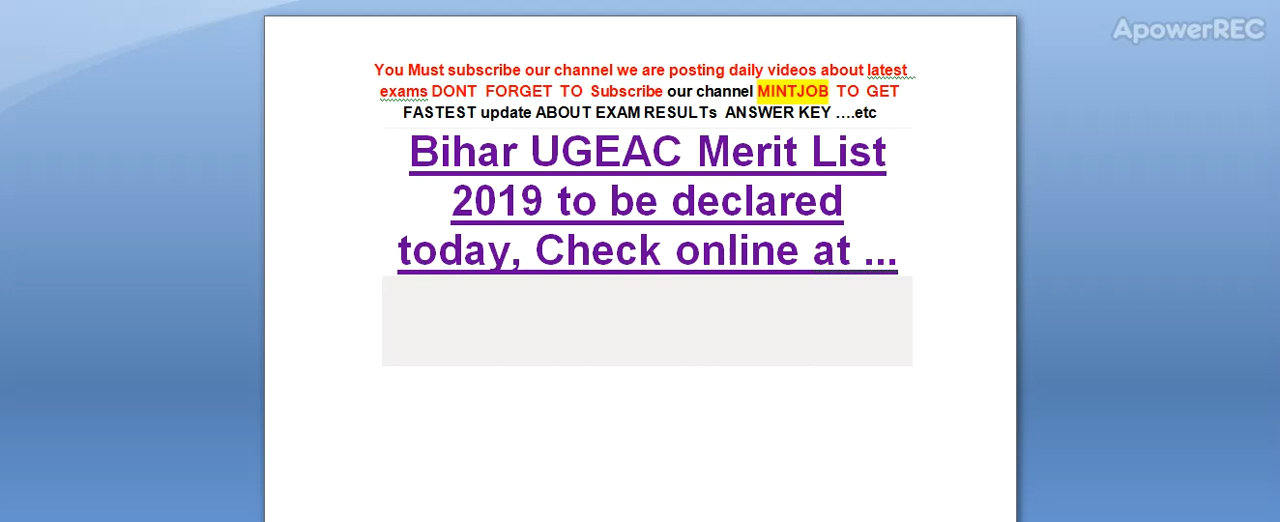 ApowerREC
You Must subscribe our channel we are posting daily videos about latest
exams DONT FORGET TO Subscribe our channel MINTJOB TO GET
FASTEST update ABOUT EXAM RESULTs ANSWER KEY ....etc
Bihar UGEAC Merit List
2019 to be declared
today, Check online at ...